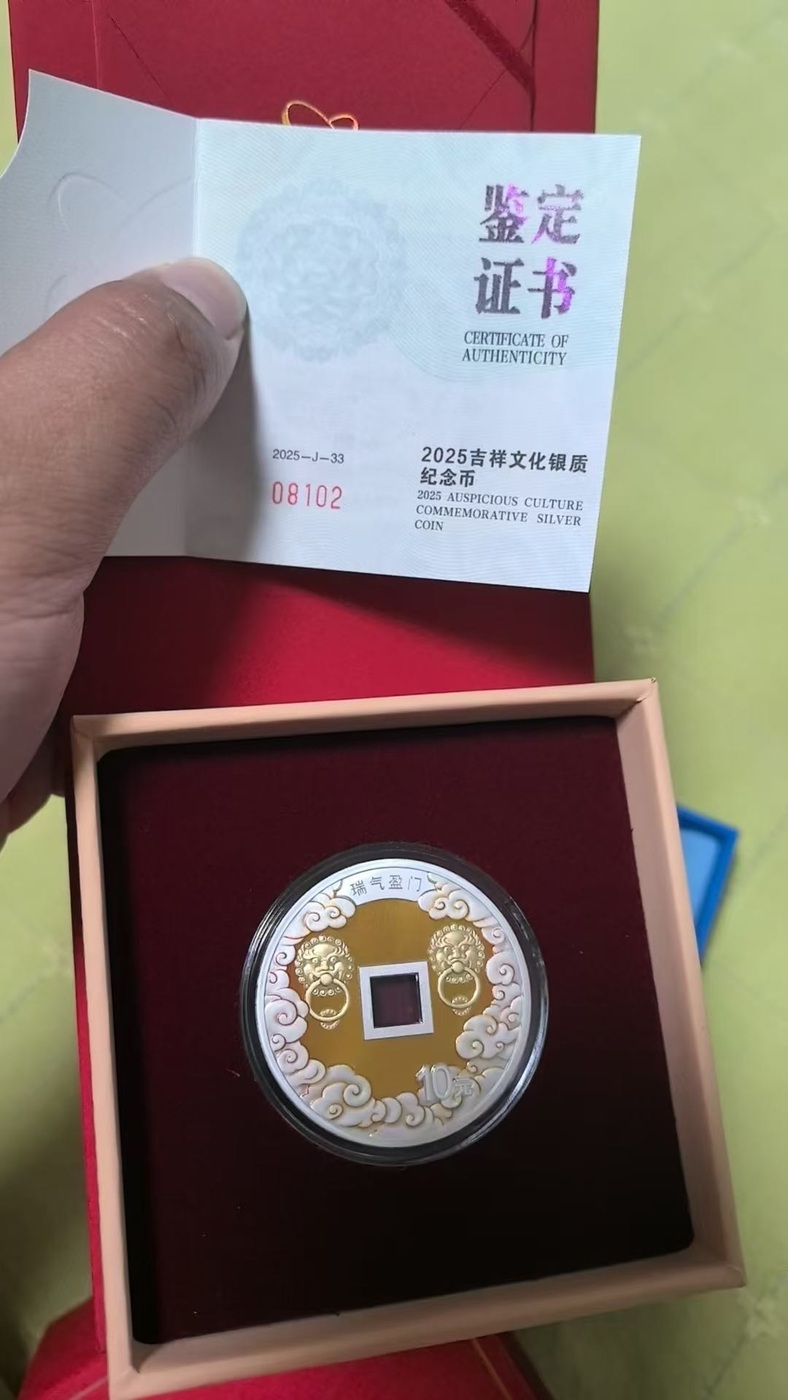 鉴定
证书
CERTIFICATE OF
AUTHENTICITY
2025—J—33
08102
2025吉祥文化银质
纪念币
2025 AUSPICIOUS CULTURE
COMMEMORATIVE SILVER
COIN
瑞气盈门
10元